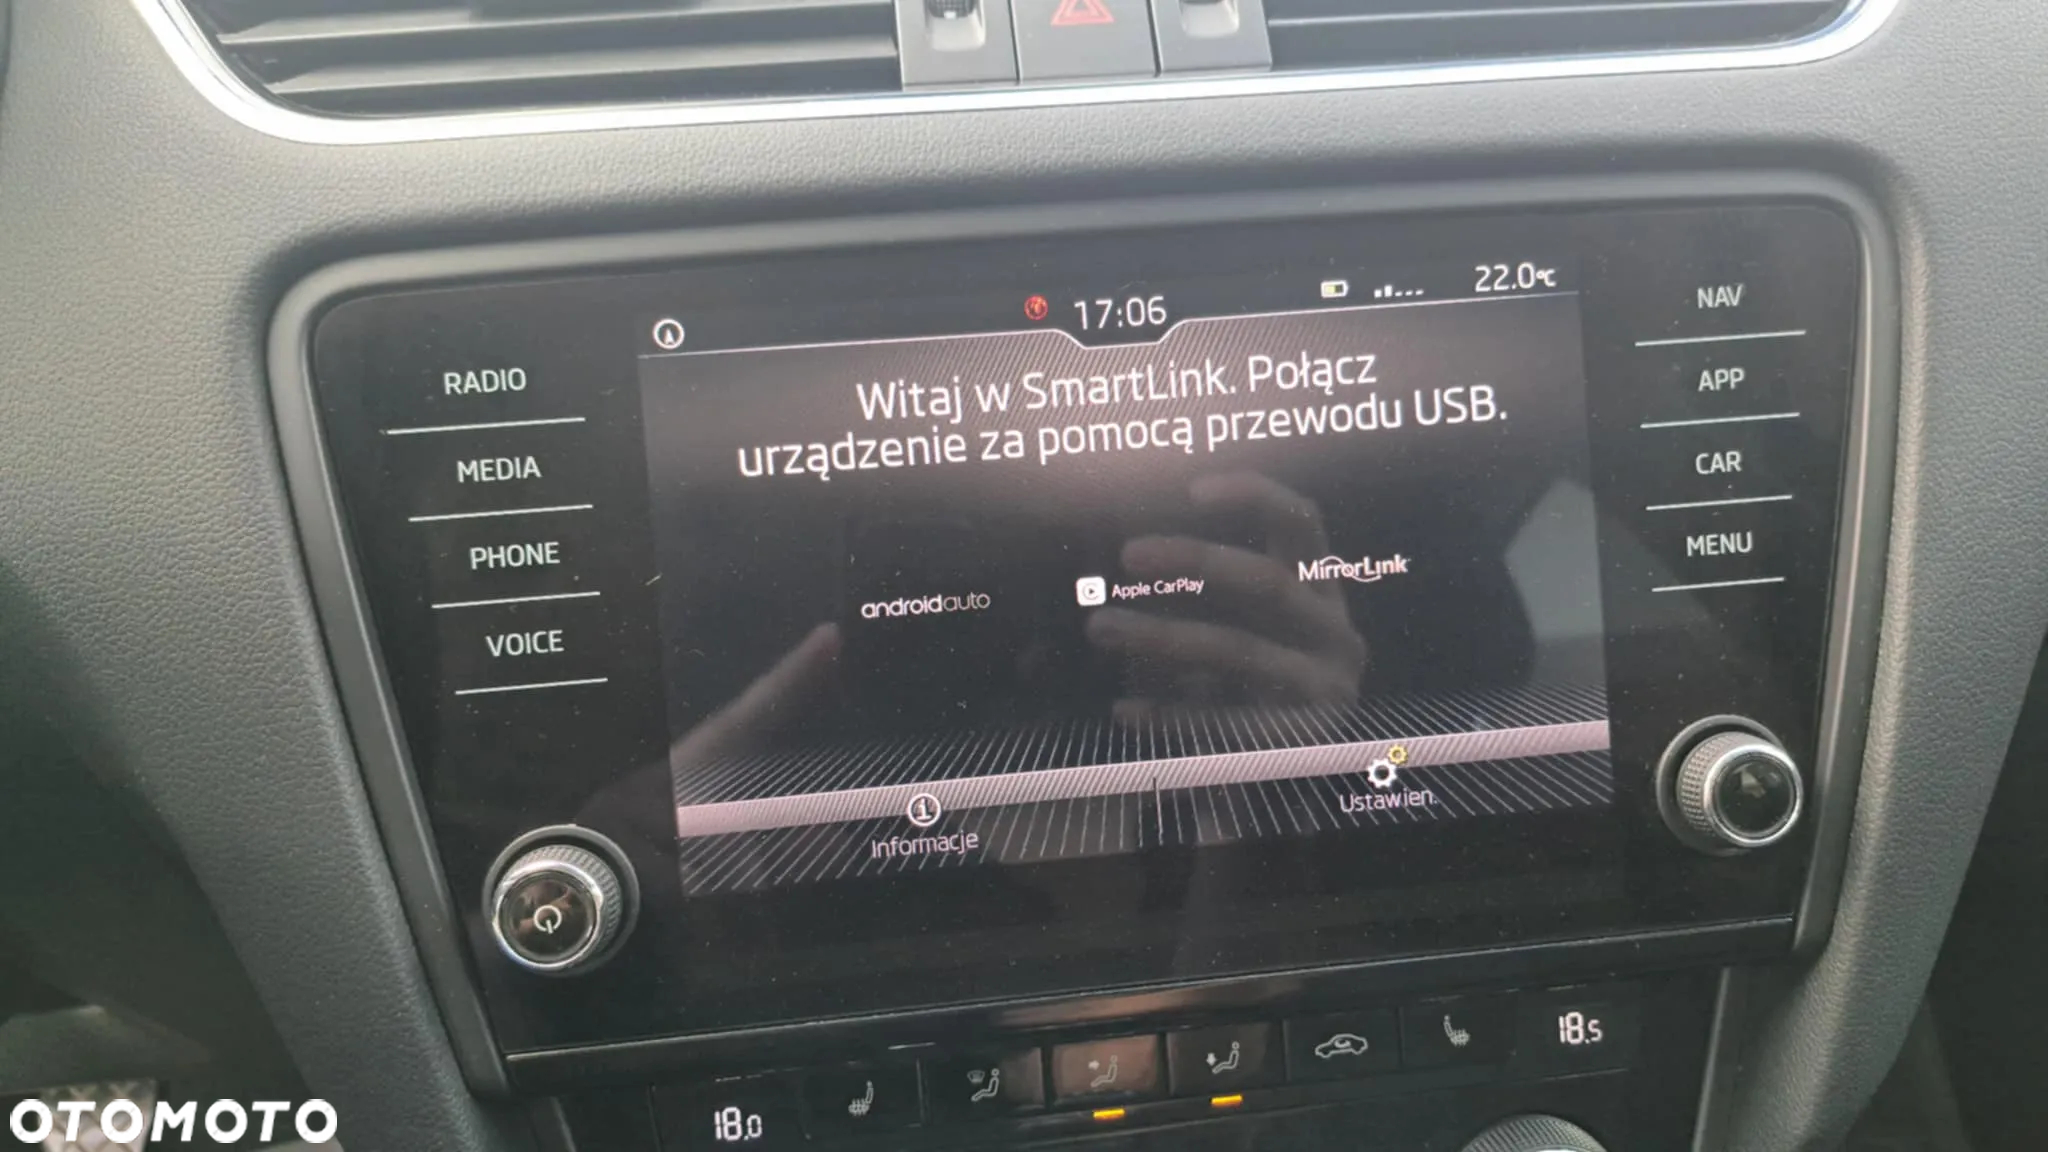 17:06
22.0°C
Witaj w SmartLink. Połącz
urządzenie za pomocą przewodu USB.
RADIO
MEDIA
PHONE
VOICE
NAV
APP
CAR
MENU
androidauto
Apple CarPlay
MirrorLink
Informacje
Ustawien.
18.0
18.5
OTOMOTO